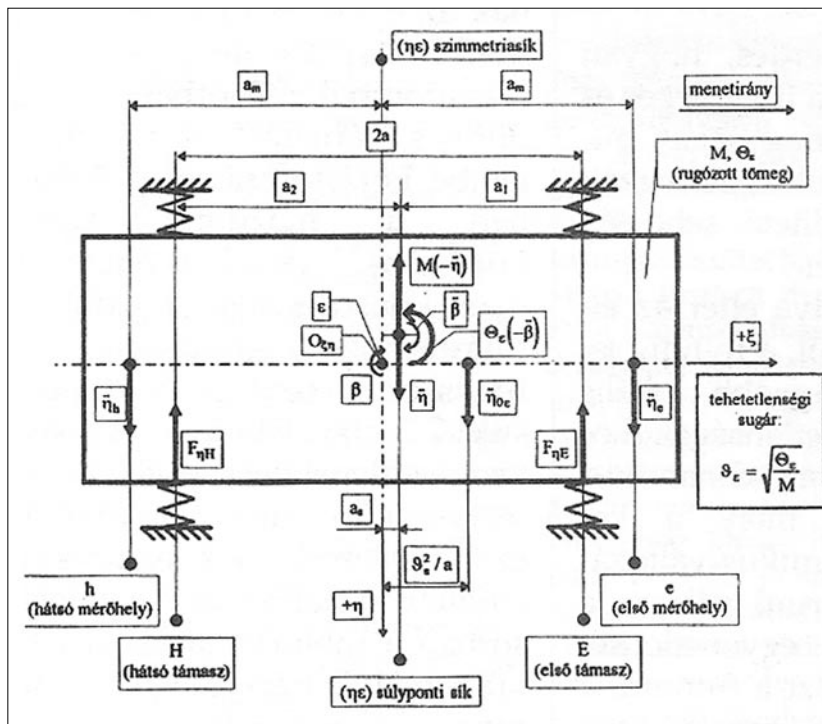 (ηε) szimmetriasík
a_m
a_m
menetirány
2a
M, Θ_ε
(rugózott tömeg)
a_2
a_1
M(-η̈)
ε
β̈
Θ_ε(-β̈)
O_ξη
+ξ
β
η̈
η̈_h
η̈_0ε
η̈_e
tehetetlenségi
sugár:
ϑ_ε = √(Θ_ε/M)
F_ηH
F_ηE
a_s
ϑ_ε²/a
h
(hátsó mérőhely)
e
(első mérőhely)
+η
H
(hátsó támasz)
E
(első támasz)
(ηε) súlyponti sík